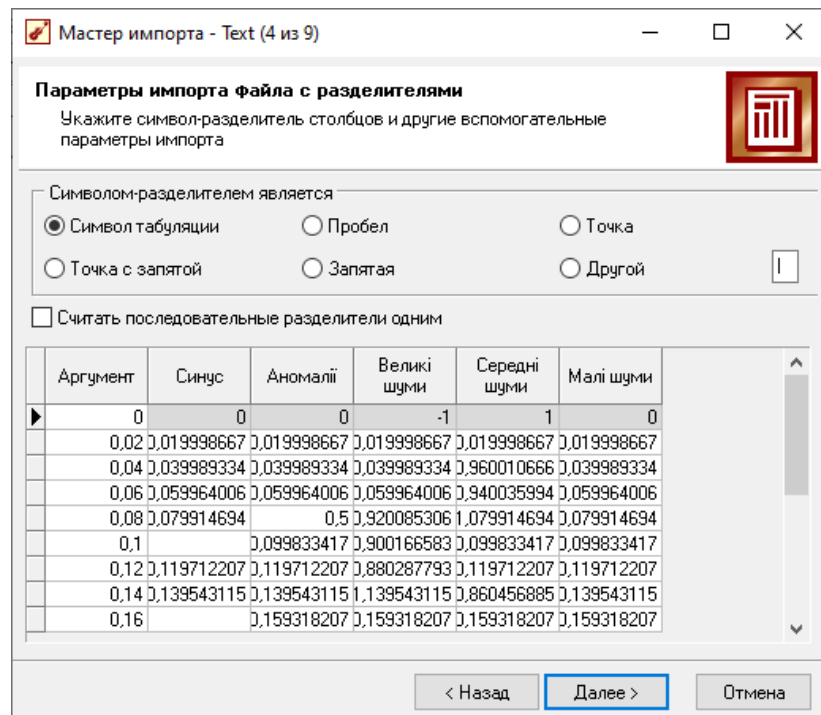 Мастер импорта - Text (4 из 9)
Параметры импорта файла с разделителями
Укажите символ-разделитель столбцов и другие вспомогательные
параметры импорта
Символом-разделителем является
Символ табуляции Пробел Точка
Точка с запятой Запятая Другой |
Считать последовательные разделители одним
Аргумент Синус Аномалії Великі шуми Середні шуми Малі шуми
0 0 0 -1 1 0
0,02 0,019998667 0,019998667 0,019998667 0,019998667 0,019998667
0,04 0,039989334 0,039989334 0,039989334 0,960010666 0,039989334
0,06 0,059964006 0,059964006 0,059964006 0,940035994 0,059964006
0,08 0,079914694 0,5 0,920085306 1,079914694 0,079914694
0,1 0,099833417 0,900166583 0,099833417 0,099833417
0,12 0,119712207 0,119712207 0,880287793 0,119712207 0,119712207
0,14 0,139543115 0,139543115 1,139543115 0,860456885 0,139543115
0,16 0,159318207 0,159318207 0,159318207 0,159318207
< Назад Далее > Отмена